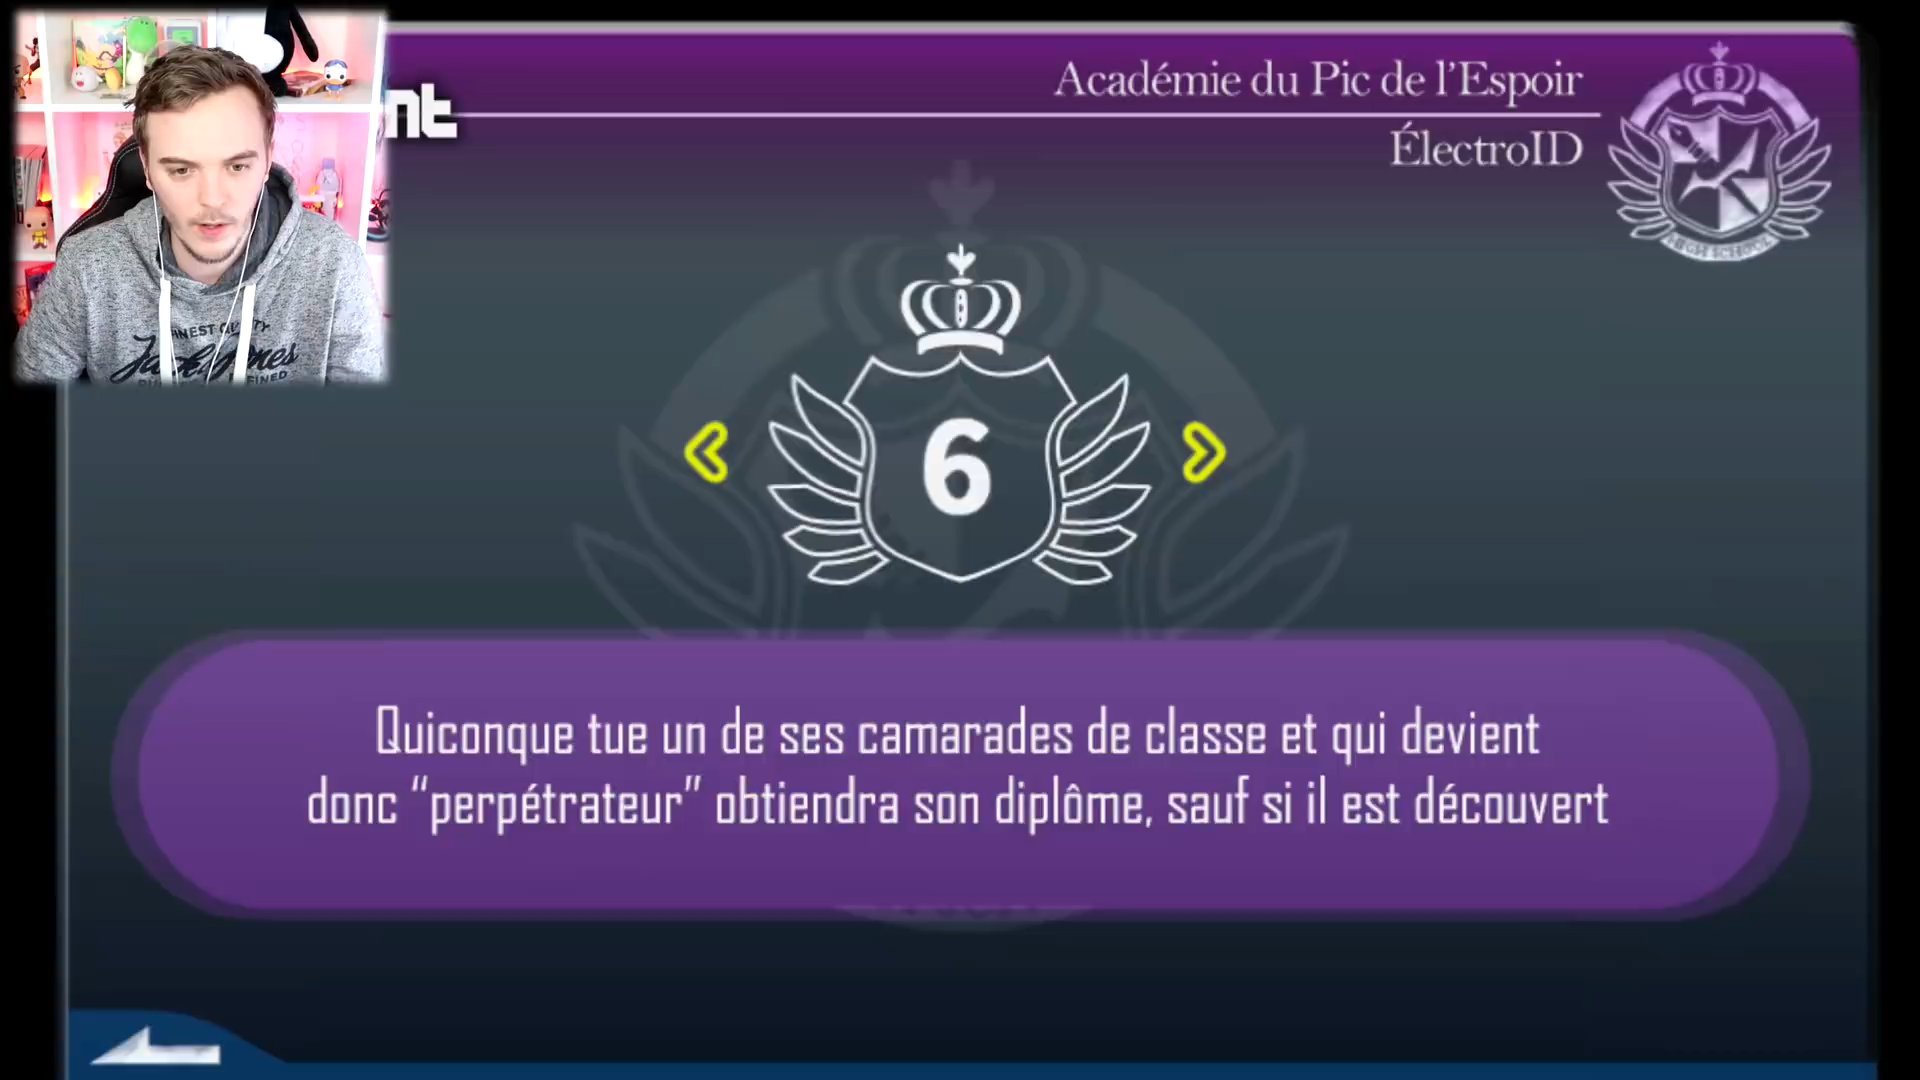 nt
Académie du Pic de l'Espoir
ÉlectroID
6
Quiconque tue un de ses camarades de classe et qui devient
donc “perpétrateur” obtiendra son diplôme, sauf si il est découvert